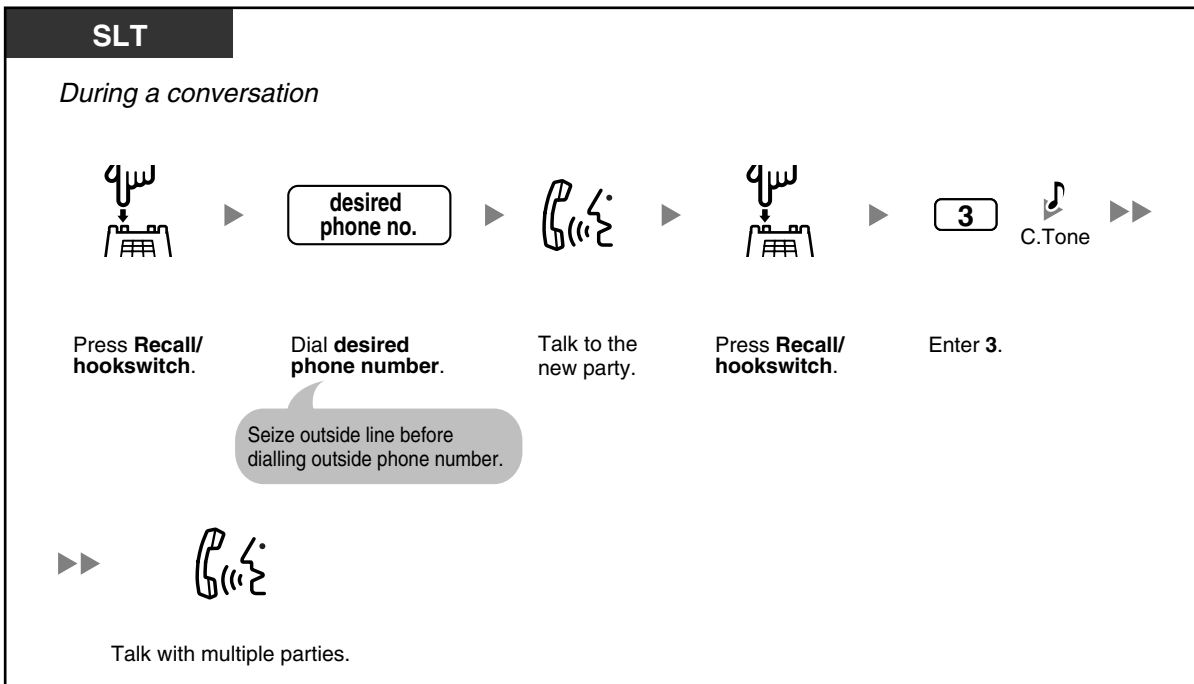 SLT
During a conversation
desired
phone no.
3
C.Tone
Press Recall/
hookswitch.
Dial desired
phone number.
Talk to the
new party.
Press Recall/
hookswitch.
Enter 3.
Seize outside line before
dialling outside phone number.
Talk with multiple parties.